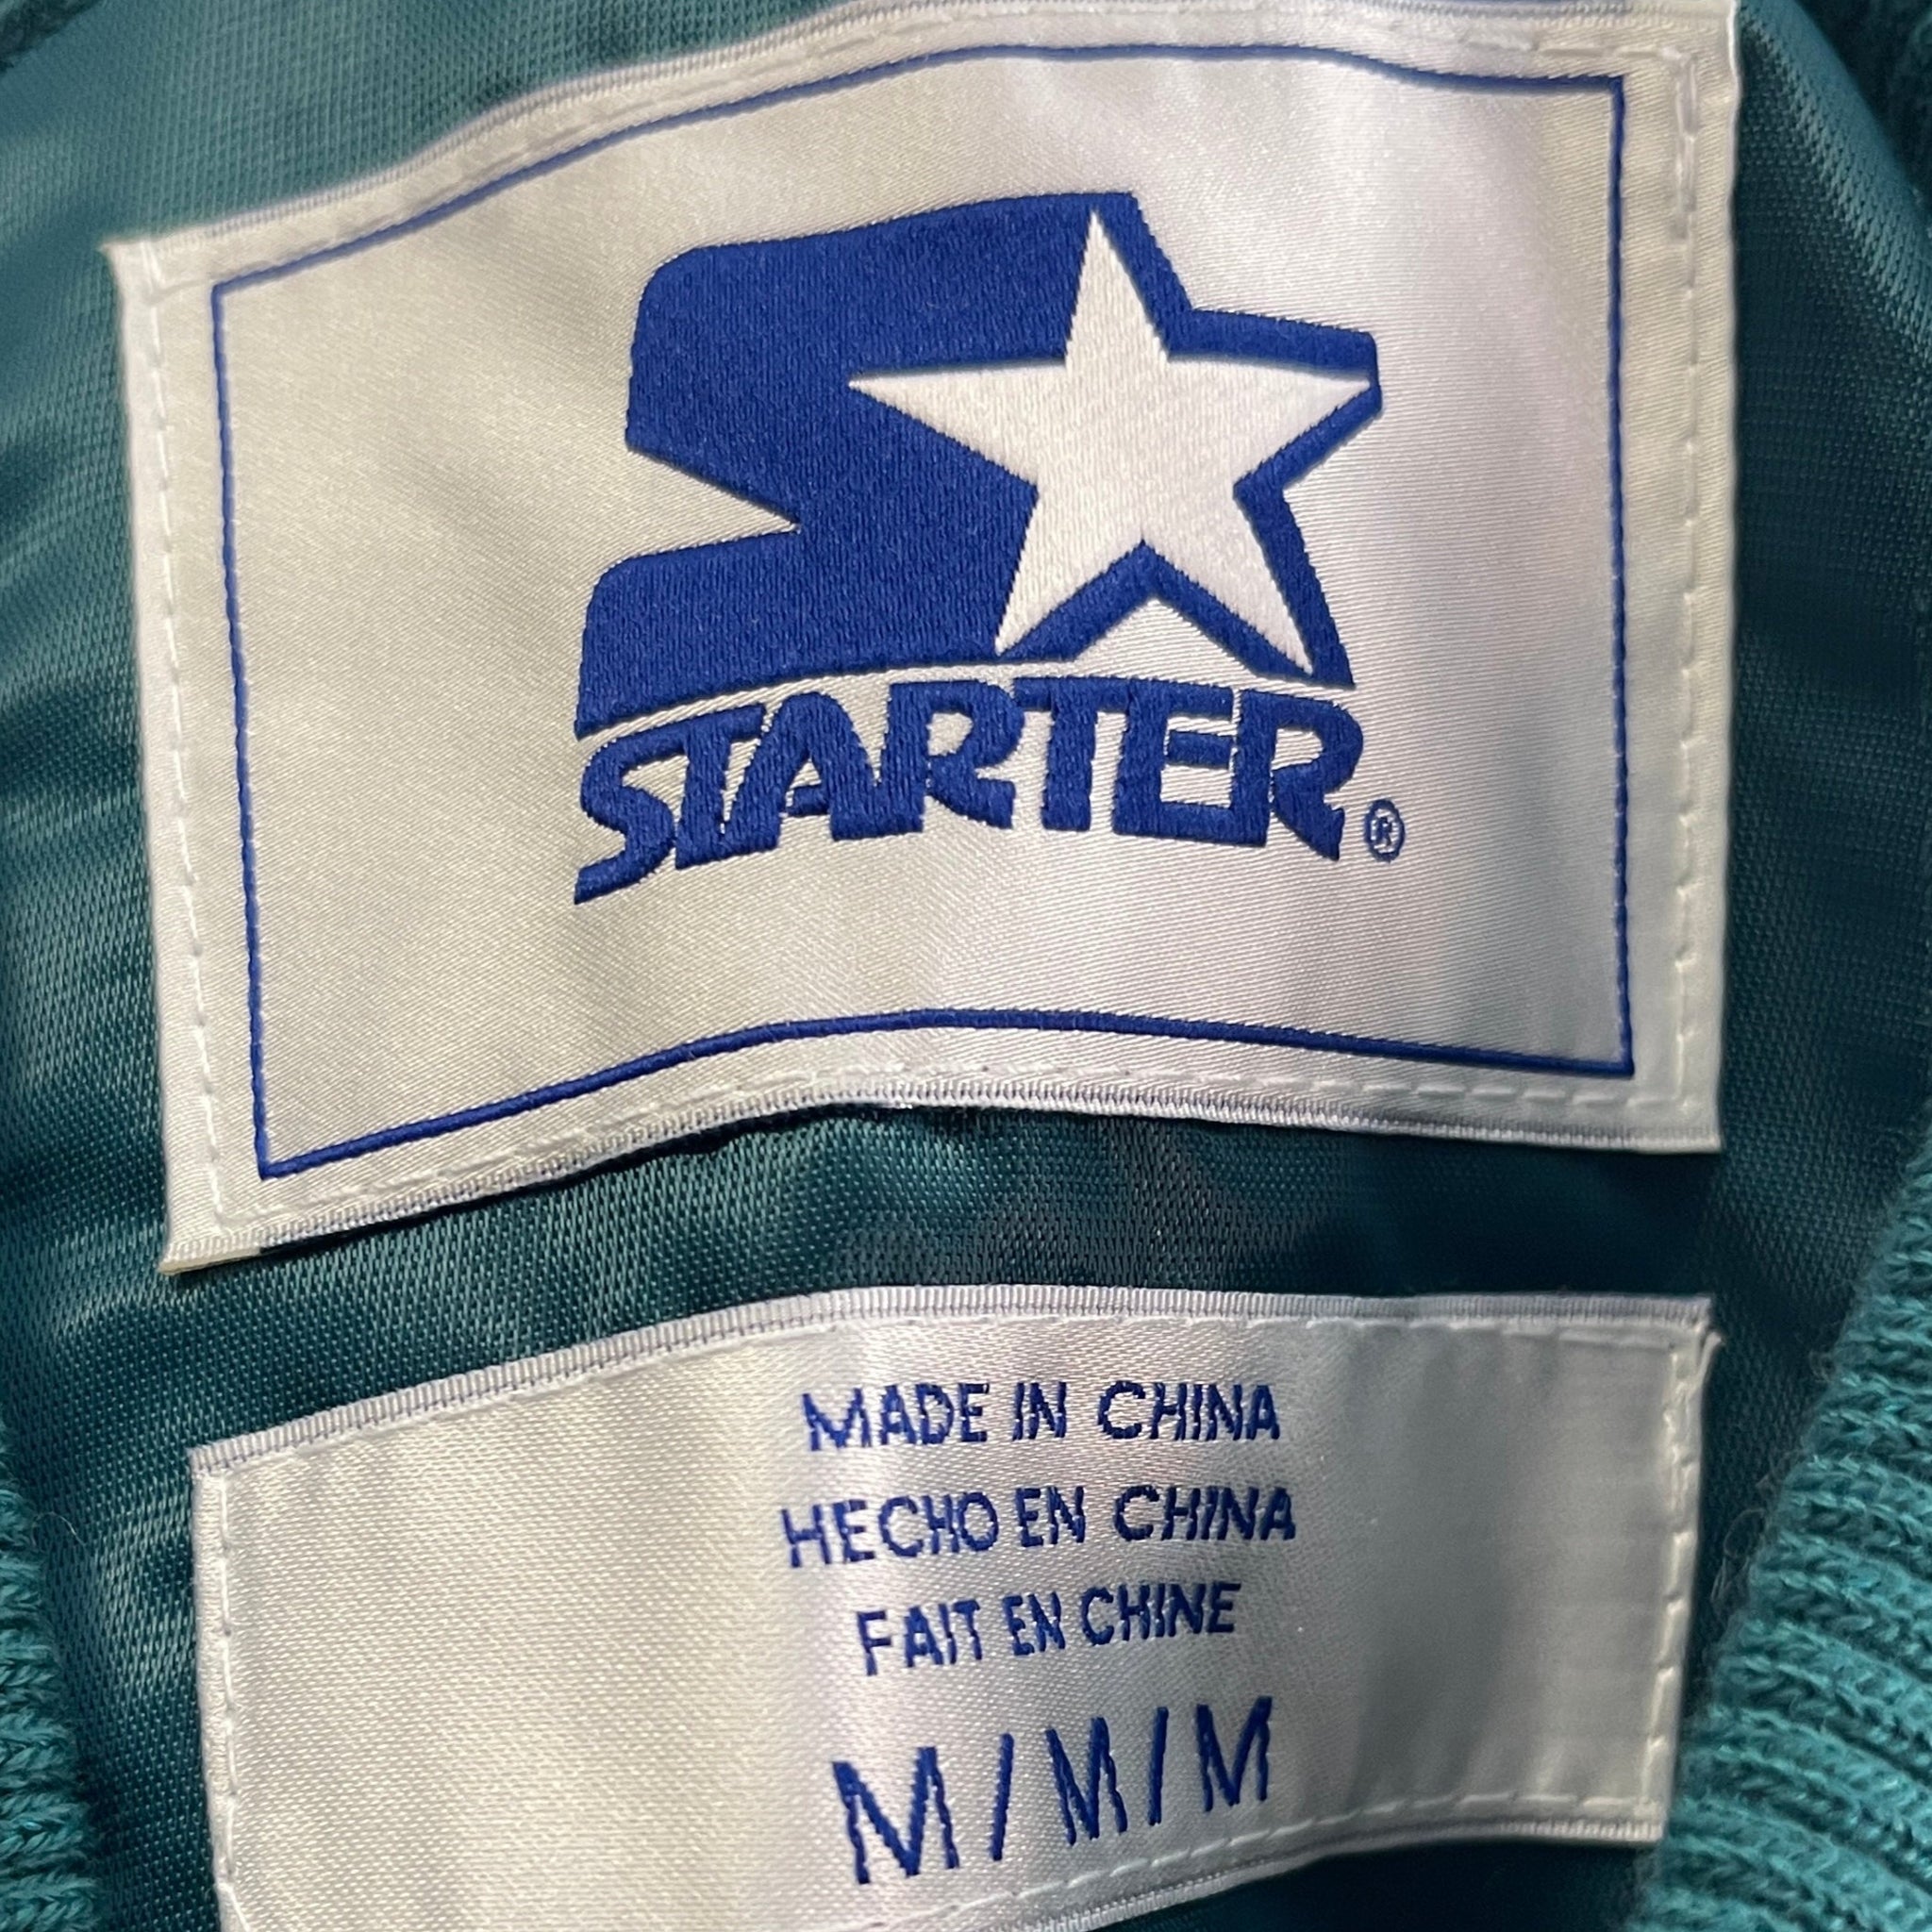 STARTER®
MADE IN CHINA
HECHO EN CHINA
FAIT EN CHINE
M/M/M